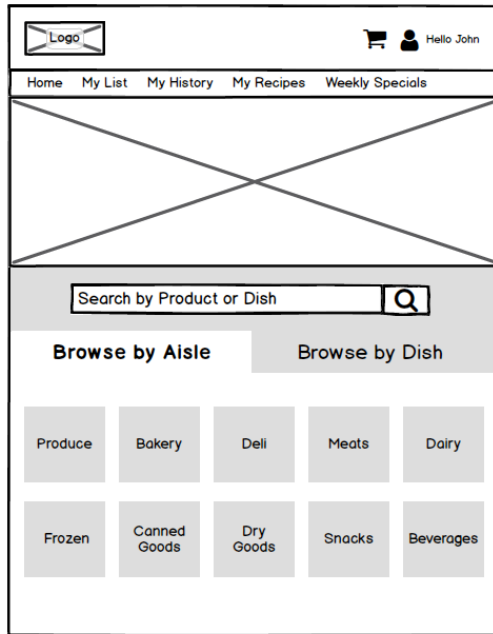 Logo
Hello John
Home My List My History My Recipes Weekly Specials
Search by Product or Dish
Browse by Aisle Browse by Dish
Produce Bakery Deli Meats Dairy
Frozen Canned Goods Dry Goods Snacks Beverages